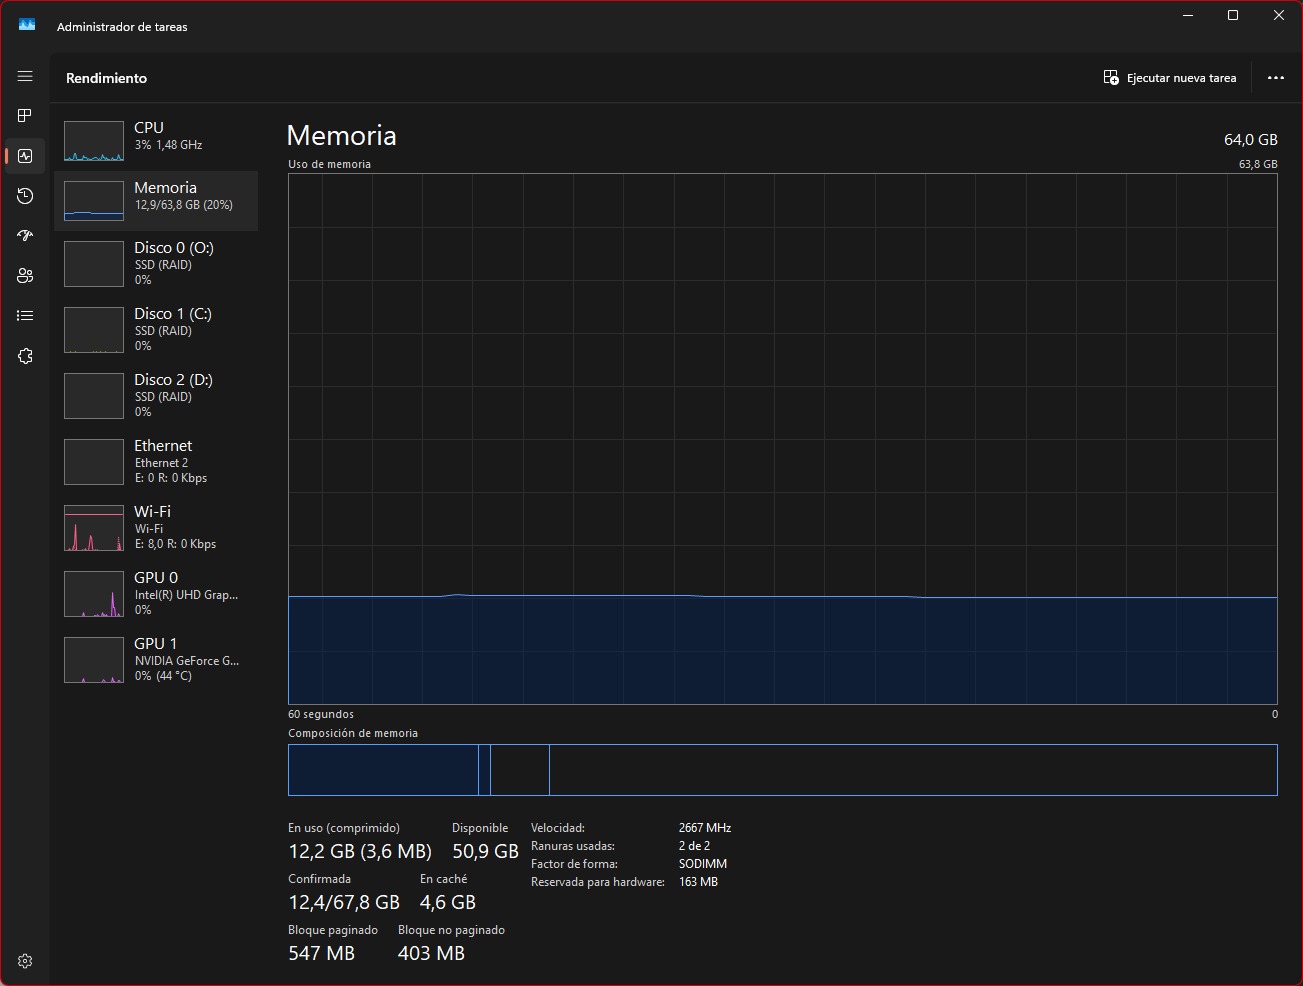 Administrador de tareas
Rendimiento
Ejecutar nueva tarea
CPU
3% 1,48 GHz
Memoria
12,9/63,8 GB (20%)
Disco 0 (O:)
SSD (RAID)
0%
Disco 1 (C:)
SSD (RAID)
0%
Disco 2 (D:)
SSD (RAID)
0%
Ethernet
Ethernet 2
E: 0 R: 0 Kbps
Wi-Fi
Wi-Fi
E: 8,0 R: 0 Kbps
GPU 0
Intel(R) UHD Grap...
0%
GPU 1
NVIDIA GeForce G...
0% (44 °C)
Memoria
64,0 GB
Uso de memoria
63,8 GB
60 segundos
0
Composición de memoria
En uso (comprimido)
12,2 GB (3,6 MB)
Disponible
50,9 GB
Confirmada
12,4/67,8 GB
En caché
4,6 GB
Bloque paginado
547 MB
Bloque no paginado
403 MB
Velocidad: 2667 MHz
Ranuras usadas: 2 de 2
Factor de forma: SODIMM
Reservada para hardware: 163 MB